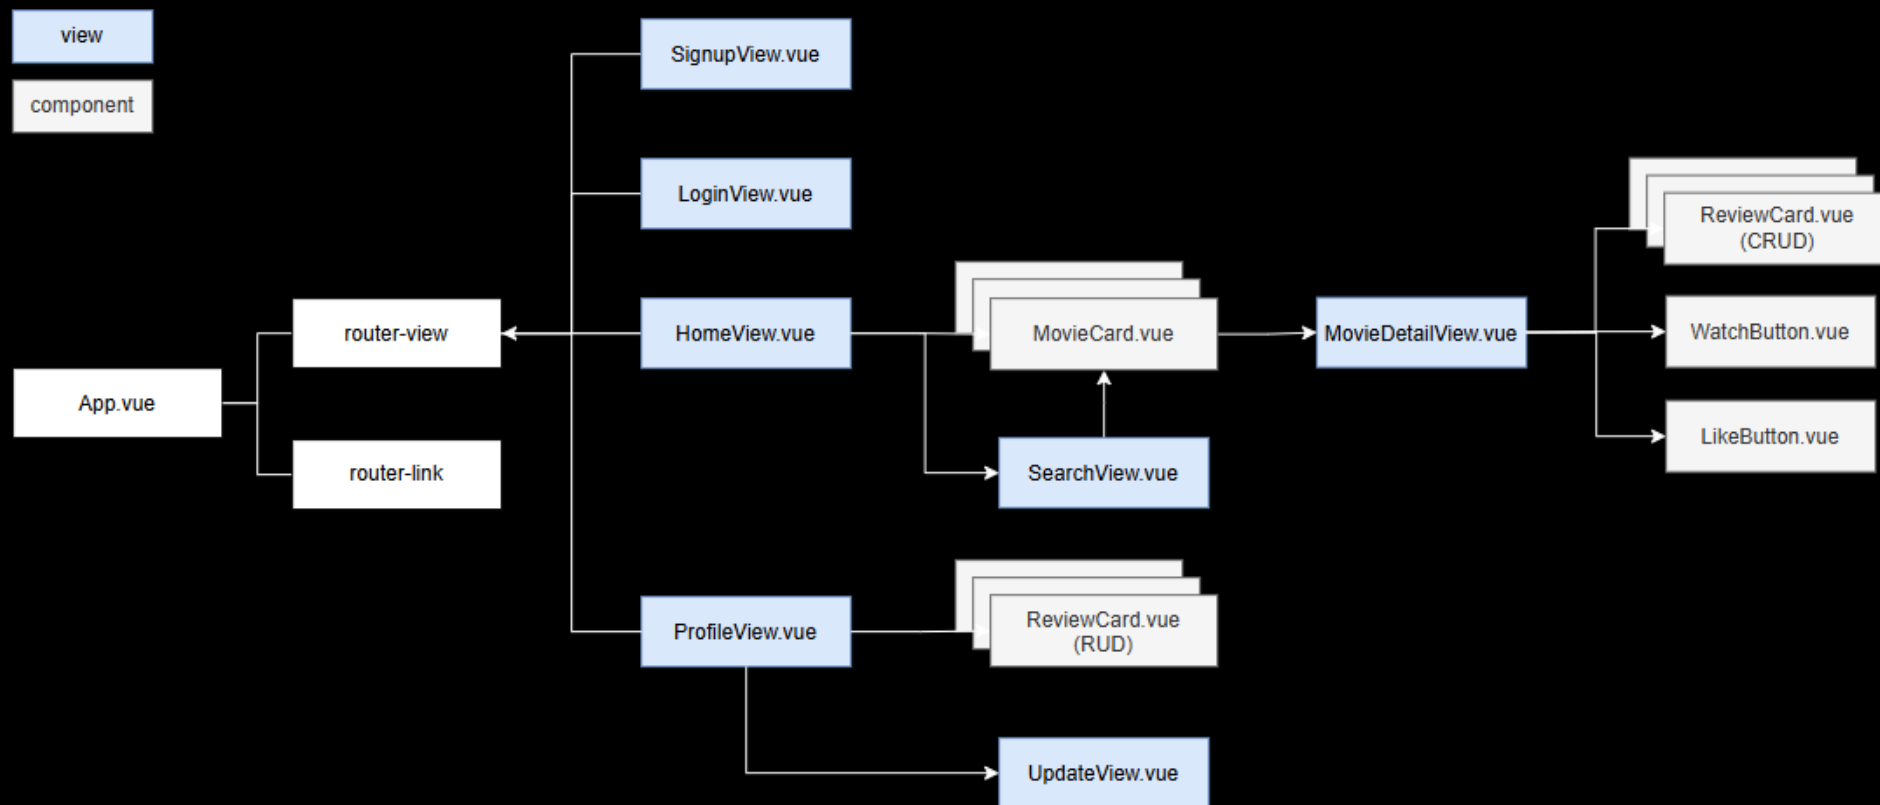 view
component
SignupView.vue
LoginView.vue
ReviewCard.vue
(CRUD)
router-view
HomeView.vue
MovieCard.vue
MovieDetailView.vue
WatchButton.vue
App.vue
LikeButton.vue
router-link
SearchView.vue
ProfileView.vue
ReviewCard.vue
(RUD)
UpdateView.vue